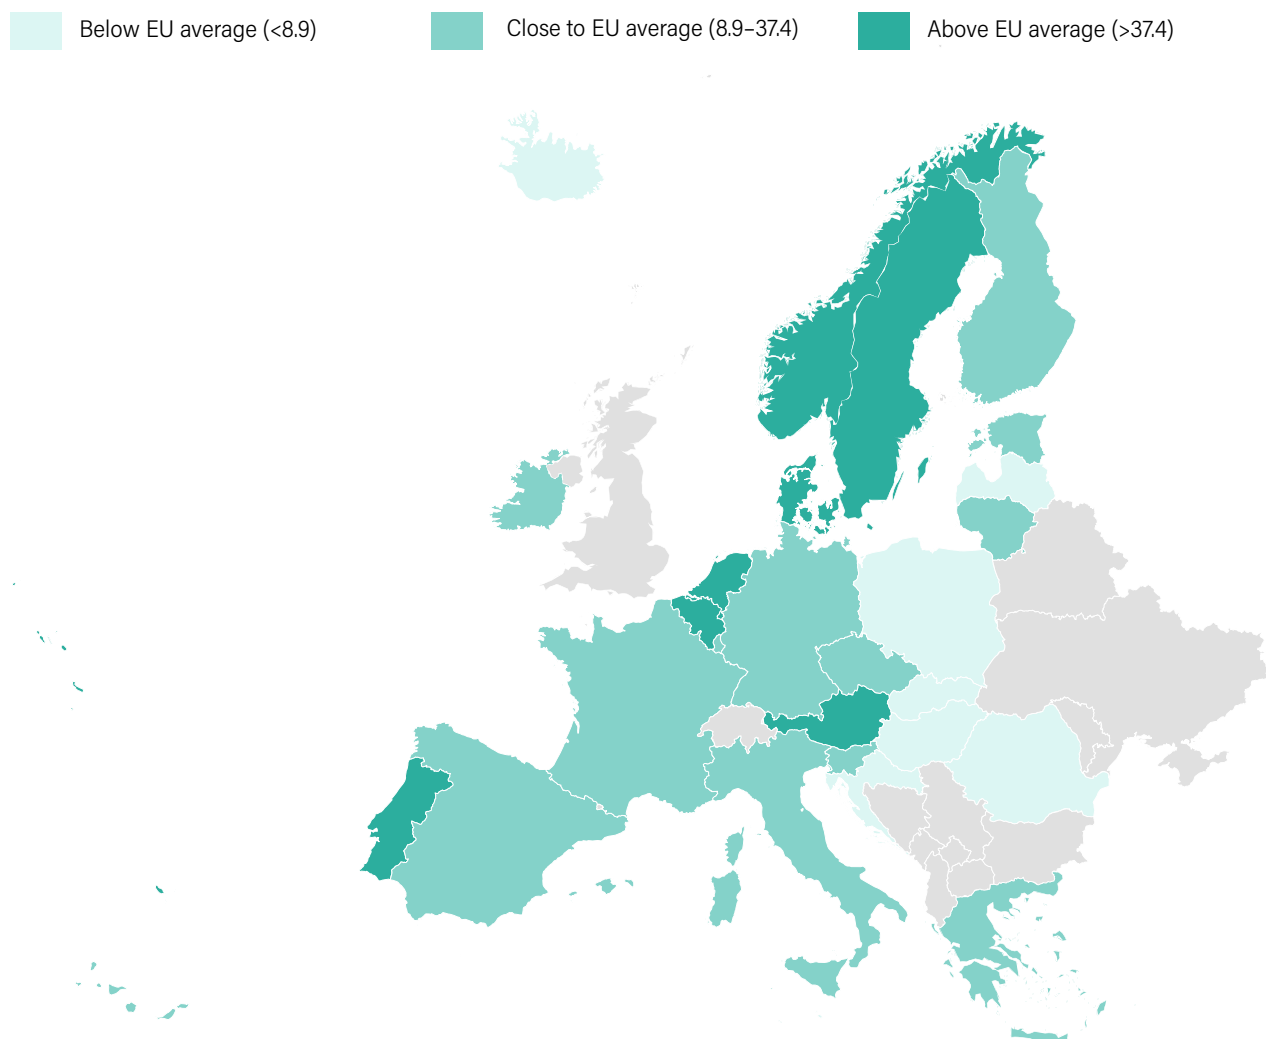 Below EU average (<8.9)
Close to EU average (8.9–37.4)
Above EU average (>37.4)